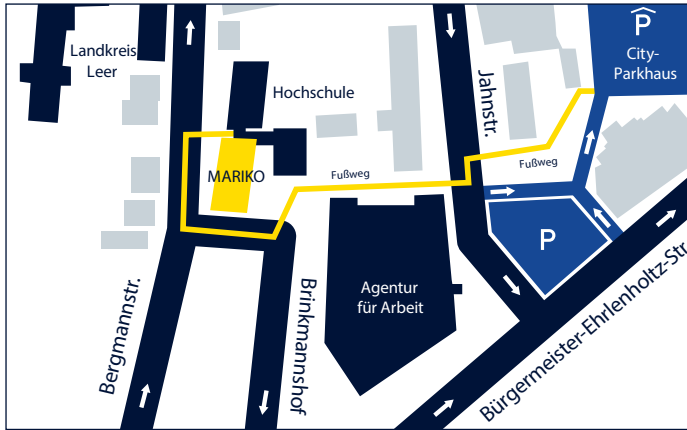 Landkreis
Leer
Hochschule
MARIKO
Fußweg
Jahnstr.
Fußweg
P
City-
Parkhaus
P
Agentur
für Arbeit
Bergmannstr.
Brinkmannshof
Bürgermeister-Ehrlenholtz-Str.